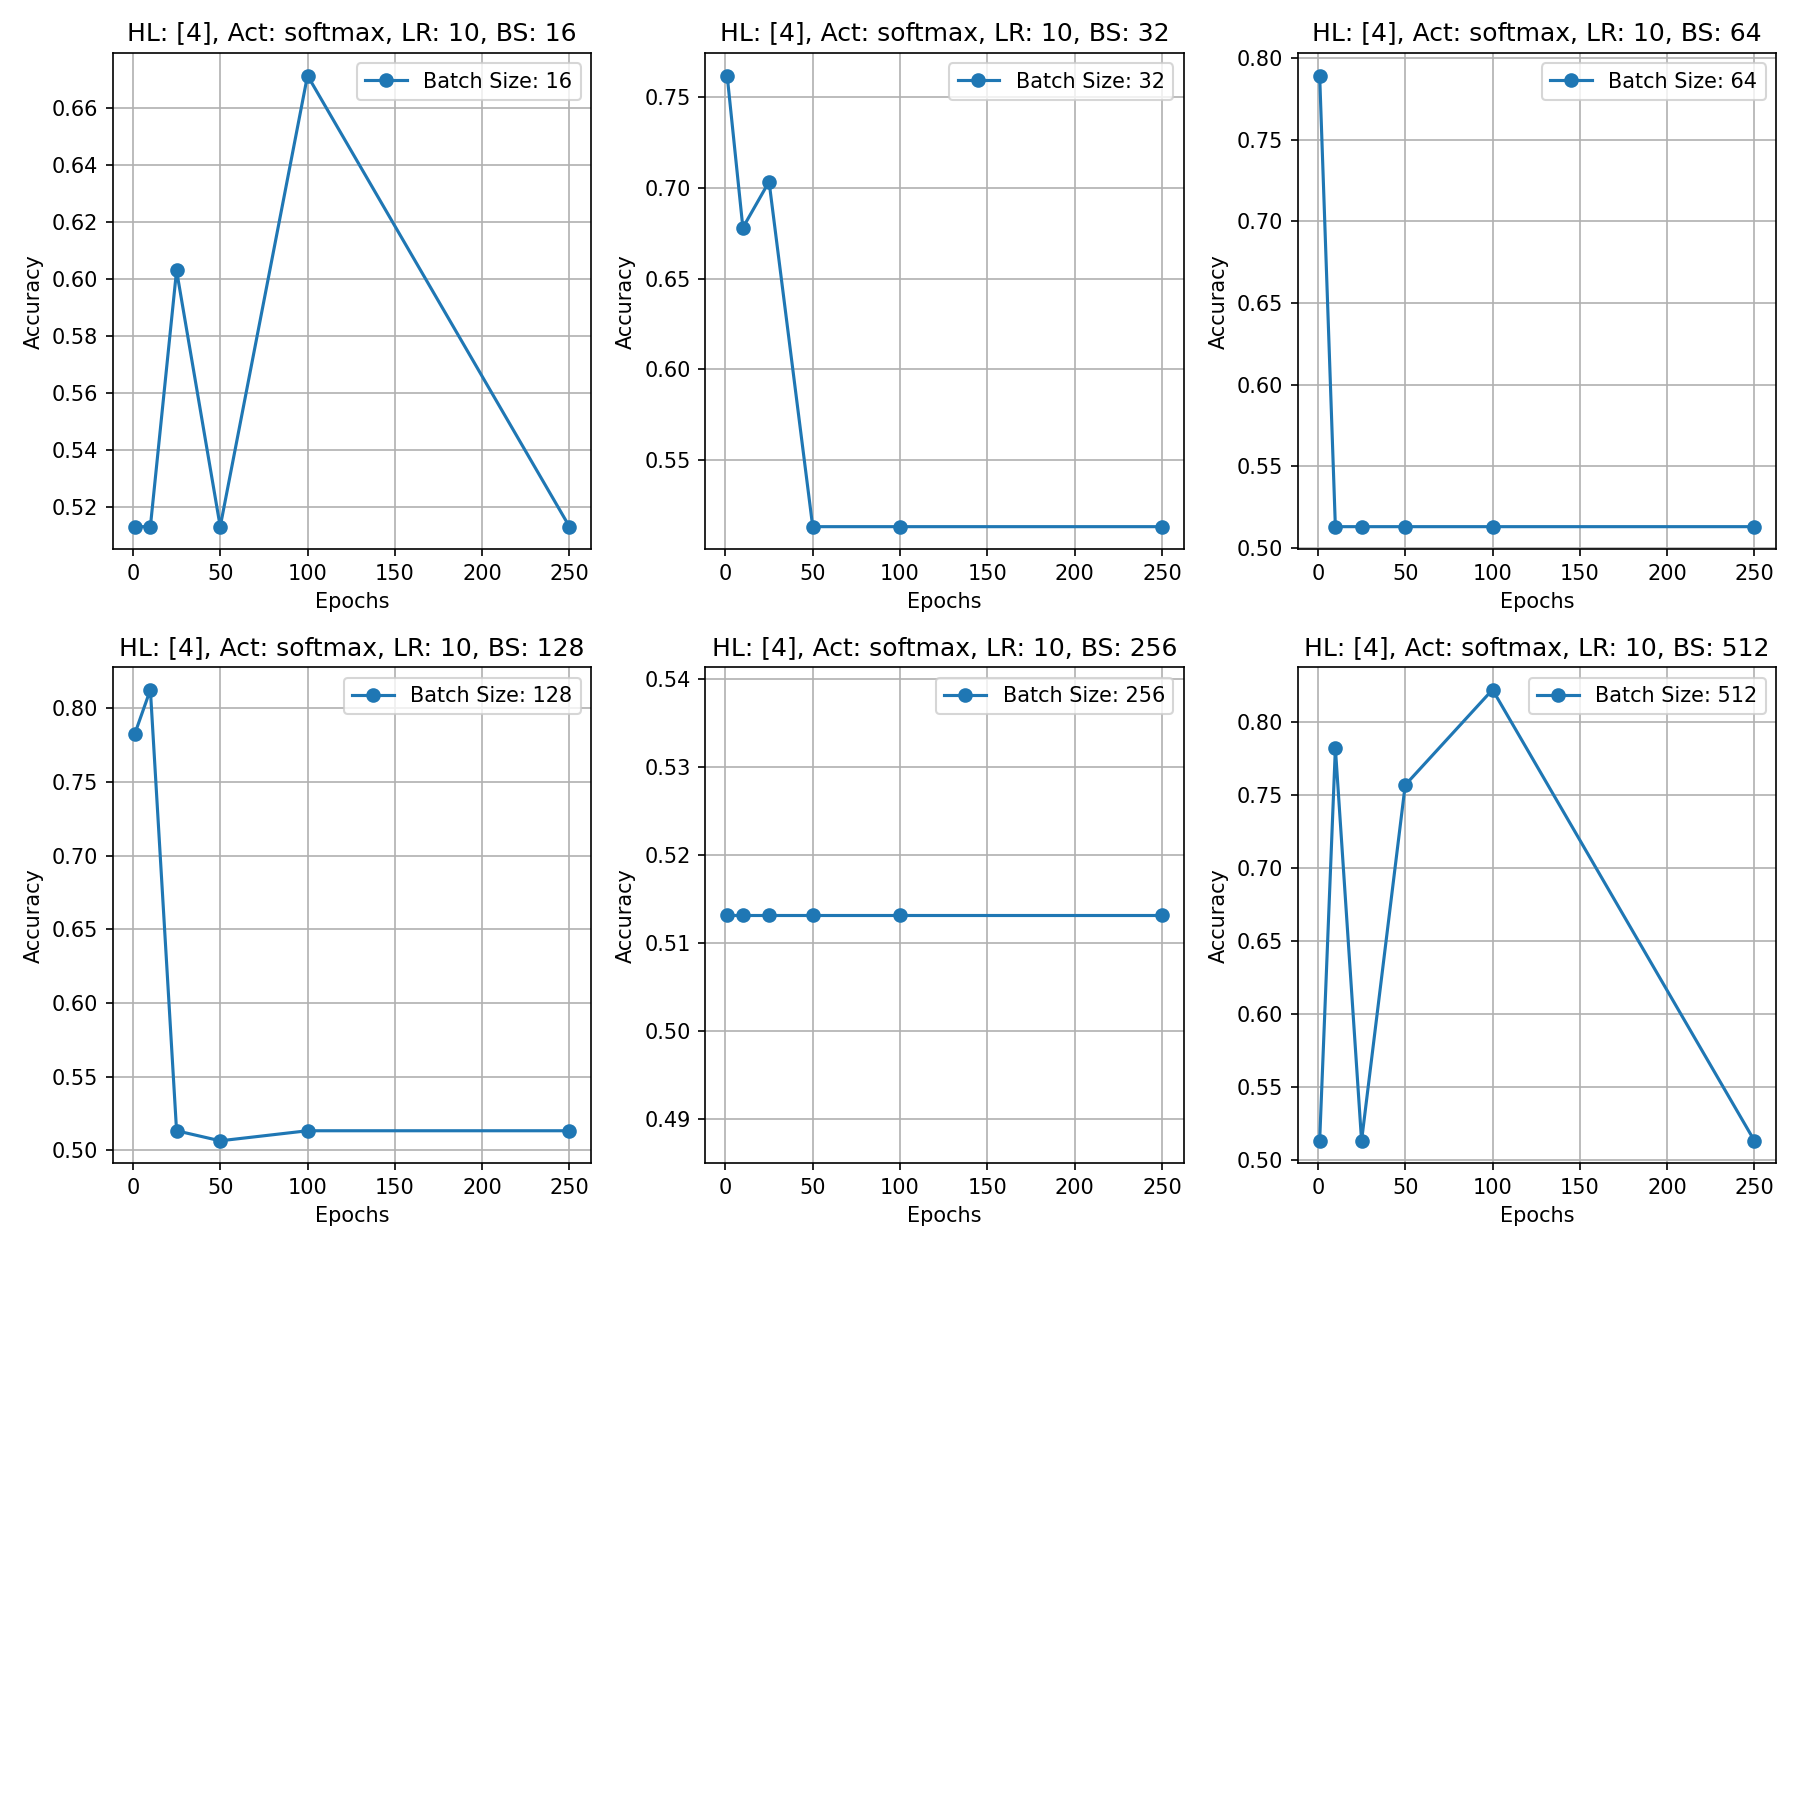 HL: [4], Act: softmax, LR: 10, BS: 16
Batch Size: 16
Accuracy
0.66
0.64
0.62
0.60
0.58
0.56
0.54
0.52
0 50 100 150 200 250
Epochs
HL: [4], Act: softmax, LR: 10, BS: 32
Batch Size: 32
Accuracy
0.75
0.70
0.65
0.60
0.55
0 50 100 150 200 250
Epochs
HL: [4], Act: softmax, LR: 10, BS: 64
Batch Size: 64
Accuracy
0.80
0.75
0.70
0.65
0.60
0.55
0.50
0 50 100 150 200 250
Epochs
HL: [4], Act: softmax, LR: 10, BS: 128
Batch Size: 128
Accuracy
0.80
0.75
0.70
0.65
0.60
0.55
0.50
0 50 100 150 200 250
Epochs
HL: [4], Act: softmax, LR: 10, BS: 256
Batch Size: 256
Accuracy
0.54
0.53
0.52
0.51
0.50
0.49
0 50 100 150 200 250
Epochs
HL: [4], Act: softmax, LR: 10, BS: 512
Batch Size: 512
Accuracy
0.80
0.75
0.70
0.65
0.60
0.55
0.50
0 50 100 150 200 250
Epochs